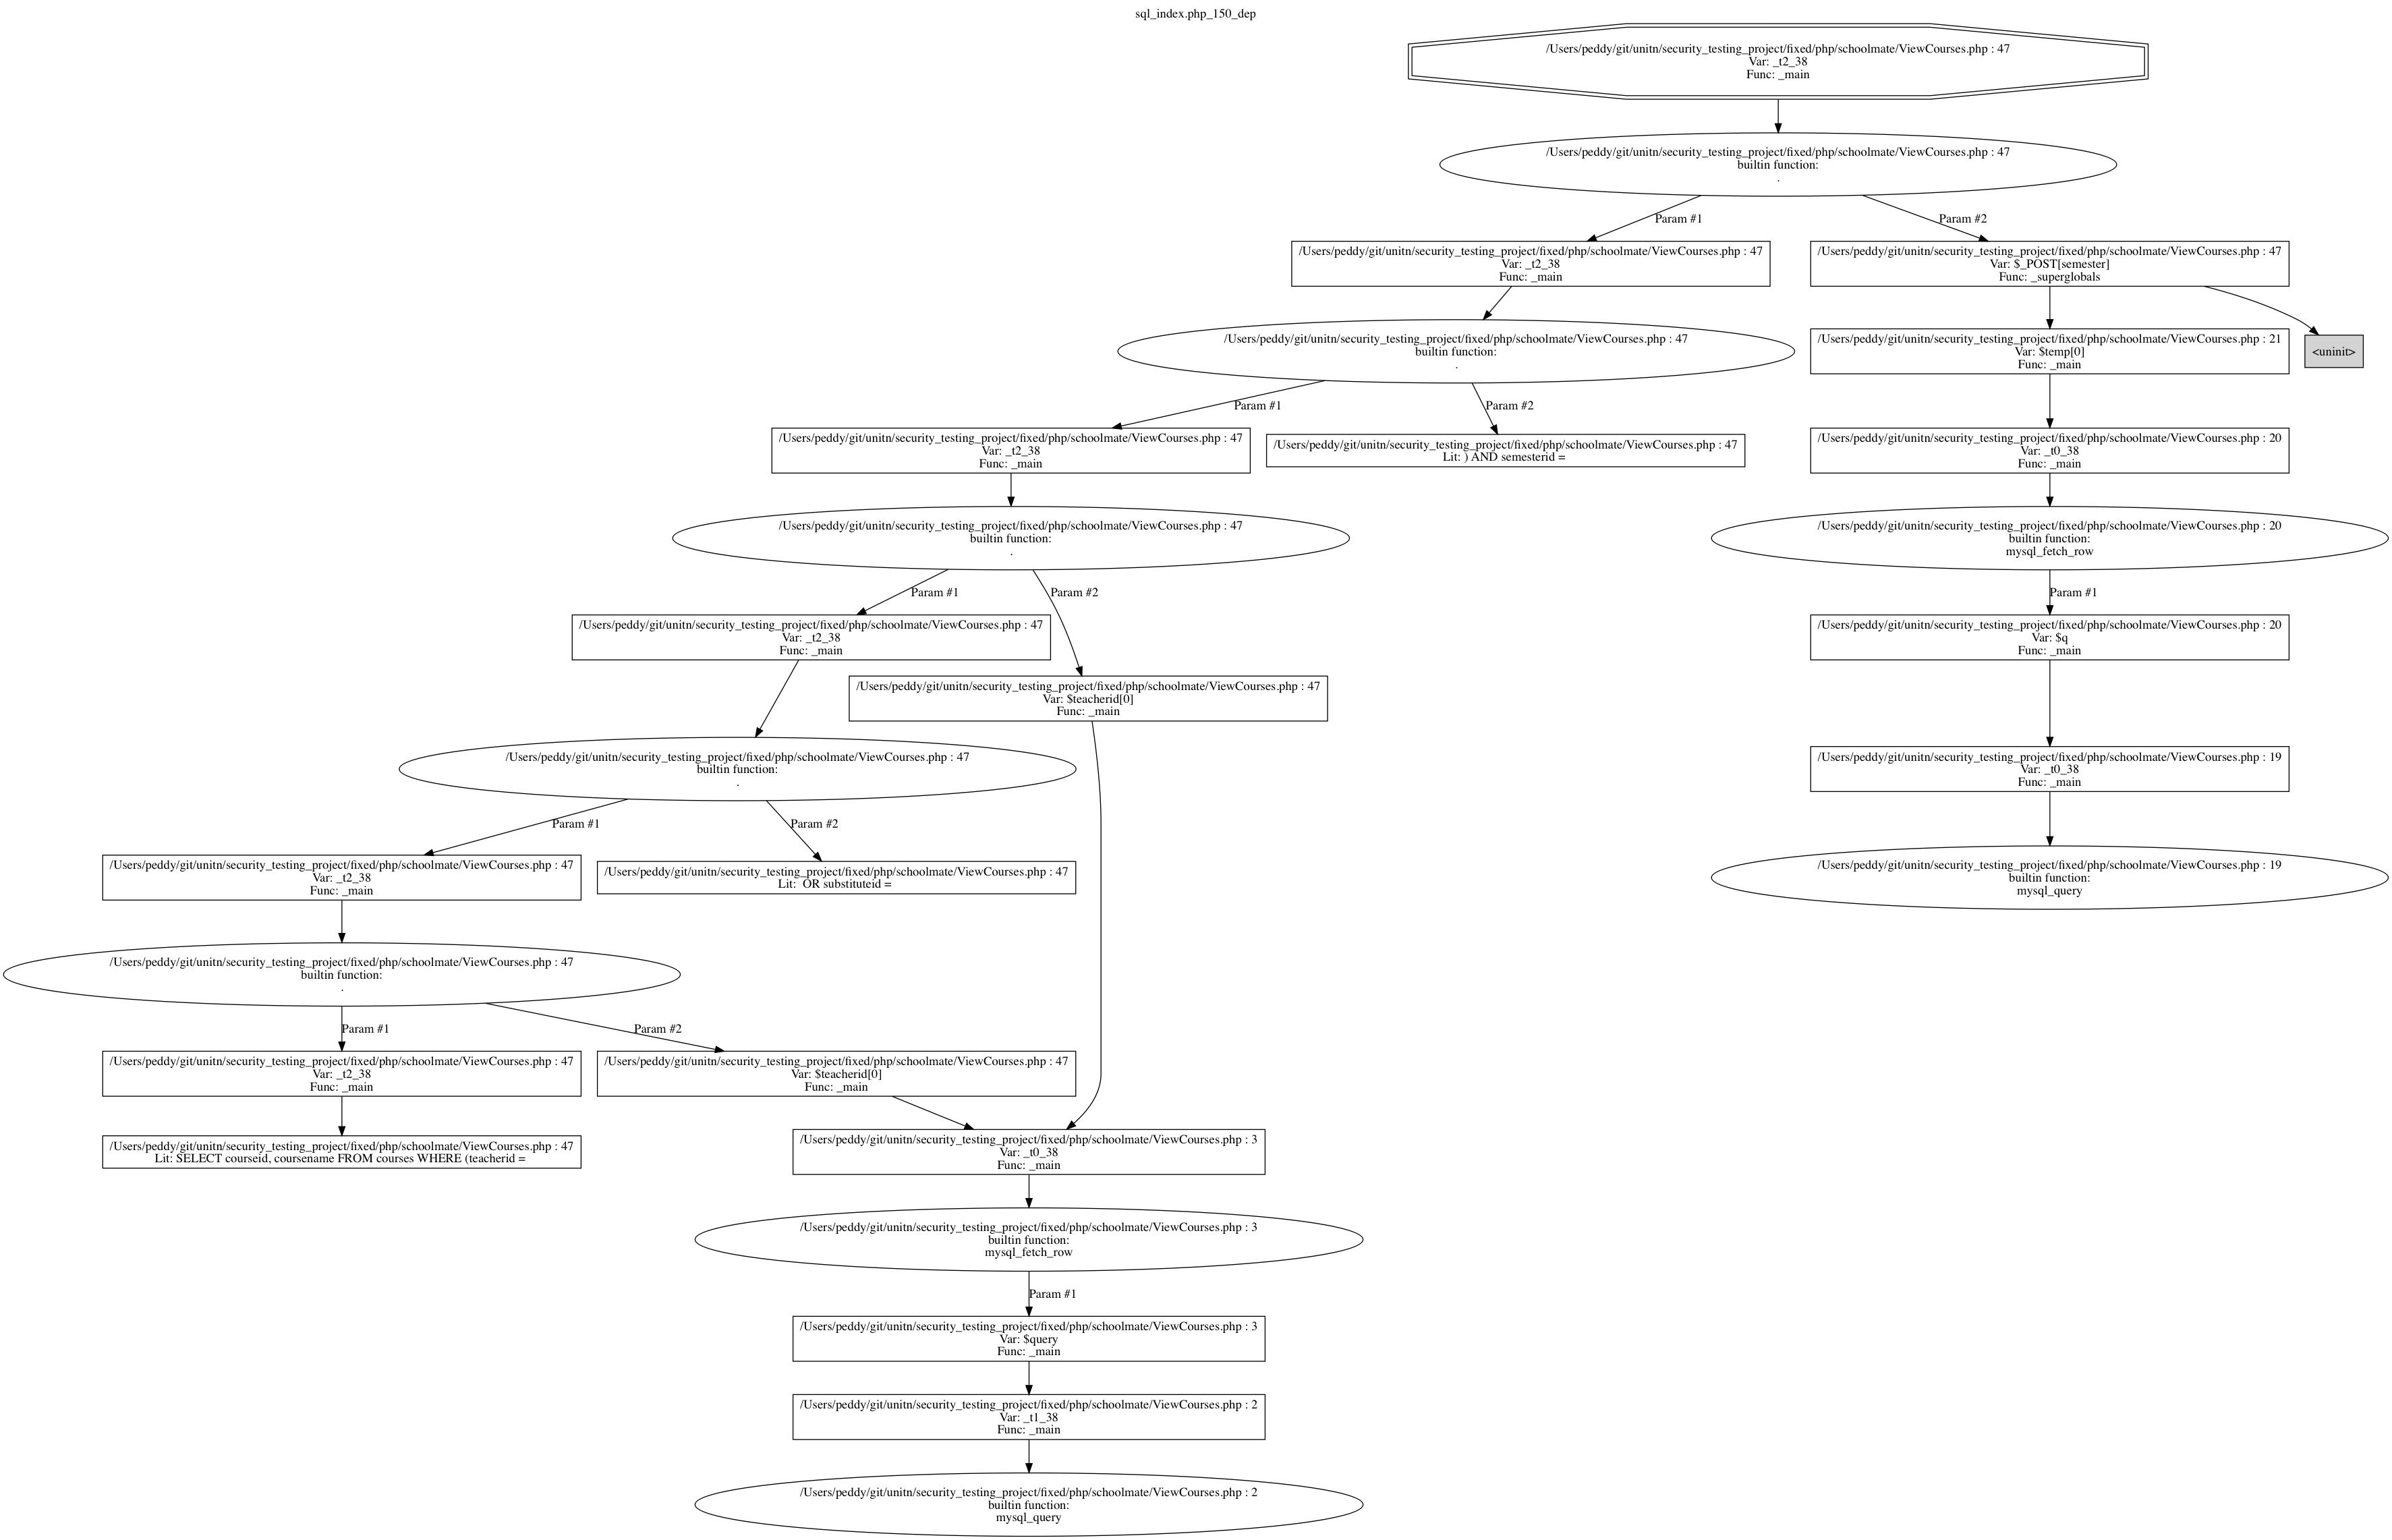 sql_index.php_150_dep
/Users/peddy/git/unitn/security_testing_project/fixed/php/schoolmate/ViewCourses.php : 47
Var: _t2_38
Func: _main
/Users/peddy/git/unitn/security_testing_project/fixed/php/schoolmate/ViewCourses.php : 47
builtin function:
.
Param #1
Param #2
/Users/peddy/git/unitn/security_testing_project/fixed/php/schoolmate/ViewCourses.php : 47
Var: _t2_38
Func: _main
/Users/peddy/git/unitn/security_testing_project/fixed/php/schoolmate/ViewCourses.php : 47
Var: $_POST[semester]
Func: _superglobals
/Users/peddy/git/unitn/security_testing_project/fixed/php/schoolmate/ViewCourses.php : 47
builtin function:
.
/Users/peddy/git/unitn/security_testing_project/fixed/php/schoolmate/ViewCourses.php : 21
Var: $temp[0]
Func: _main
<uninit>
Param #1
Param #2
/Users/peddy/git/unitn/security_testing_project/fixed/php/schoolmate/ViewCourses.php : 47
Var: _t2_38
Func: _main
/Users/peddy/git/unitn/security_testing_project/fixed/php/schoolmate/ViewCourses.php : 47
Lit: ) AND semesterid =
/Users/peddy/git/unitn/security_testing_project/fixed/php/schoolmate/ViewCourses.php : 20
Var: _t0_38
Func: _main
/Users/peddy/git/unitn/security_testing_project/fixed/php/schoolmate/ViewCourses.php : 47
builtin function:
.
/Users/peddy/git/unitn/security_testing_project/fixed/php/schoolmate/ViewCourses.php : 20
builtin function:
mysql_fetch_row
Param #1
Param #2
Param #1
/Users/peddy/git/unitn/security_testing_project/fixed/php/schoolmate/ViewCourses.php : 47
Var: _t2_38
Func: _main
/Users/peddy/git/unitn/security_testing_project/fixed/php/schoolmate/ViewCourses.php : 20
Var: $q
Func: _main
/Users/peddy/git/unitn/security_testing_project/fixed/php/schoolmate/ViewCourses.php : 47
Var: $teacherid[0]
Func: _main
/Users/peddy/git/unitn/security_testing_project/fixed/php/schoolmate/ViewCourses.php : 47
builtin function:
.
/Users/peddy/git/unitn/security_testing_project/fixed/php/schoolmate/ViewCourses.php : 19
Var: _t0_38
Func: _main
Param #1
Param #2
/Users/peddy/git/unitn/security_testing_project/fixed/php/schoolmate/ViewCourses.php : 47
Var: _t2_38
Func: _main
/Users/peddy/git/unitn/security_testing_project/fixed/php/schoolmate/ViewCourses.php : 47
Lit:  OR substituteid =
/Users/peddy/git/unitn/security_testing_project/fixed/php/schoolmate/ViewCourses.php : 19
builtin function:
mysql_query
/Users/peddy/git/unitn/security_testing_project/fixed/php/schoolmate/ViewCourses.php : 47
builtin function:
.
Param #1
Param #2
/Users/peddy/git/unitn/security_testing_project/fixed/php/schoolmate/ViewCourses.php : 47
Var: _t2_38
Func: _main
/Users/peddy/git/unitn/security_testing_project/fixed/php/schoolmate/ViewCourses.php : 47
Var: $teacherid[0]
Func: _main
/Users/peddy/git/unitn/security_testing_project/fixed/php/schoolmate/ViewCourses.php : 47
Lit: SELECT courseid, coursename FROM courses WHERE (teacherid =
/Users/peddy/git/unitn/security_testing_project/fixed/php/schoolmate/ViewCourses.php : 3
Var: _t0_38
Func: _main
/Users/peddy/git/unitn/security_testing_project/fixed/php/schoolmate/ViewCourses.php : 3
builtin function:
mysql_fetch_row
Param #1
/Users/peddy/git/unitn/security_testing_project/fixed/php/schoolmate/ViewCourses.php : 3
Var: $query
Func: _main
/Users/peddy/git/unitn/security_testing_project/fixed/php/schoolmate/ViewCourses.php : 2
Var: _t1_38
Func: _main
/Users/peddy/git/unitn/security_testing_project/fixed/php/schoolmate/ViewCourses.php : 2
builtin function:
mysql_query